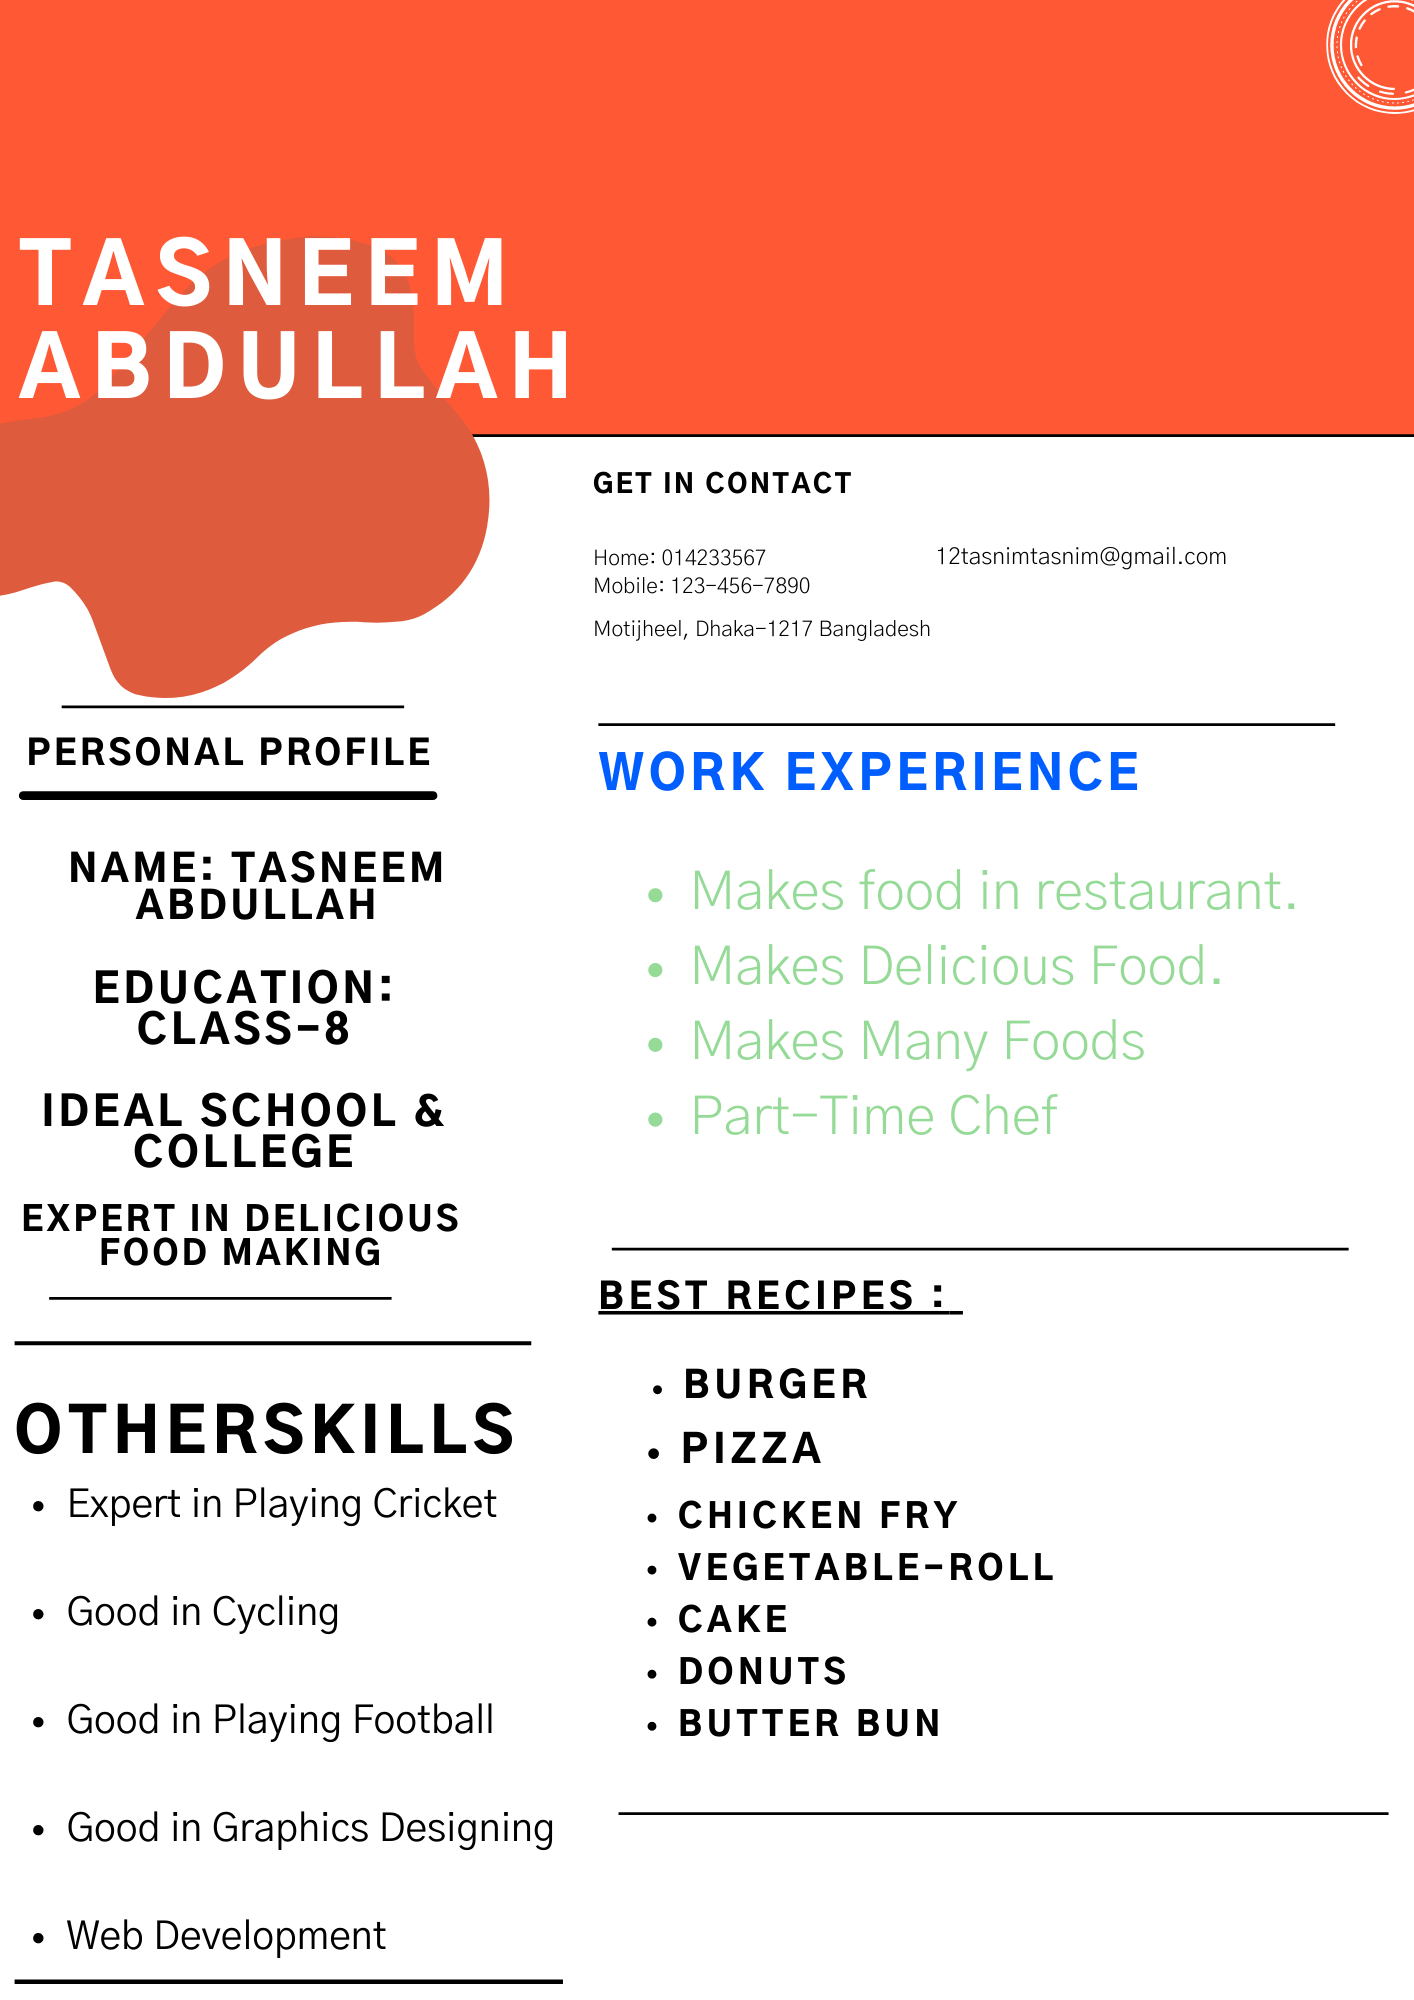 TASNEEM
ABDULLAH
GET IN CONTACT
Home: 014233567
Mobile: 123-456-7890
12tasnimtasnim@gmail.com
Motijheel, Dhaka-1217 Bangladesh
PERSONAL PROFILE
NAME: TASNEEM
ABDULLAH
EDUCATION:
CLASS-8
IDEAL SCHOOL &
COLLEGE
EXPERT IN DELICIOUS
FOOD MAKING
OTHERSKILLS
• Expert in Playing Cricket
• Good in Cycling
• Good in Playing Football
• Good in Graphics Designing
• Web Development
WORK EXPERIENCE
• Makes food in restaurant.
• Makes Delicious Food.
• Makes Many Foods
• Part-Time Chef
BEST RECIPES :
• BURGER
• PIZZA
• CHICKEN FRY
• VEGETABLE-ROLL
• CAKE
• DONUTS
• BUTTER BUN